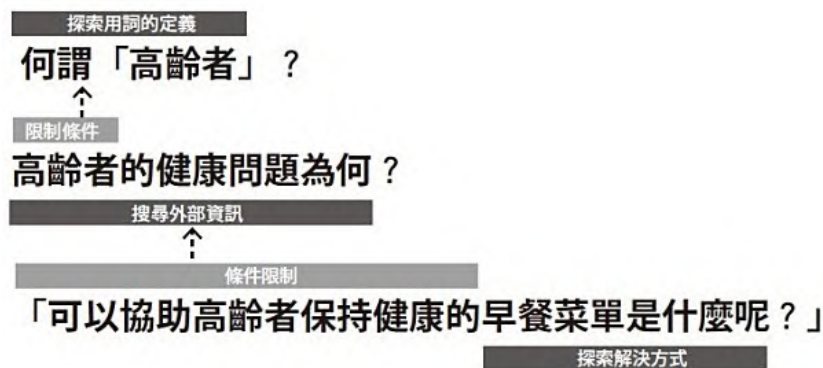 探索用詞的定義
何謂「高齡者」?
限制條件
高齡者的健康問題為何?
搜尋外部資訊
條件限制
「可以協助高齡者保持健康的早餐菜單是什麼呢?」
探索解決方式